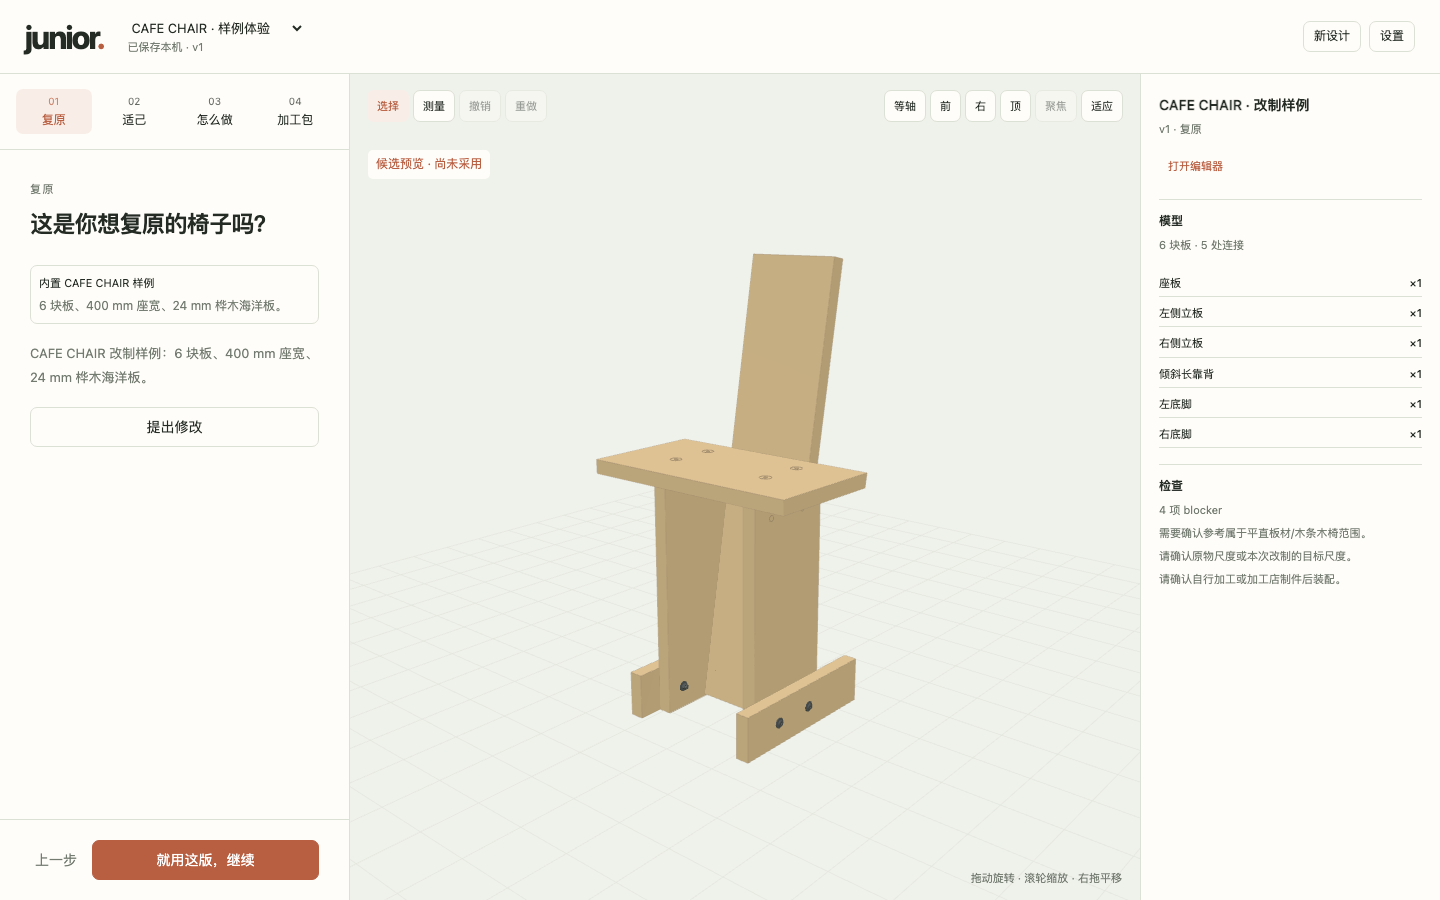 junior.
CAFE CHAIR · 样例体验
已保存本机 · v1
新设计
设置
01
复原
02
适己
03
怎么做
04
加工包
复原
这是你想复原的椅子吗?
内置 CAFE CHAIR 样例
6 块板、400 mm 座宽、24 mm 桦木海洋板。
CAFE CHAIR 改制样例：6 块板、400 mm 座宽、
24 mm 桦木海洋板。
提出修改
上一步
就用这版，继续
选择
测量
撤销
重做
等轴
前
右
顶
聚焦
适应
候选预览 · 尚未采用
拖动旋转 · 滚轮缩放 · 右拖平移
CAFE CHAIR · 改制样例
v1 · 复原
打开编辑器
模型
6 块板 · 5 处连接
座板 ×1
左侧立板 ×1
右侧立板 ×1
倾斜长靠背 ×1
左底脚 ×1
右底脚 ×1
检查
4 项 blocker
需要确认参考属于平直板材/木条木椅范围。
请确认原物尺度或本次改制的目标尺度。
请确认自行加工或加工店制件后装配。